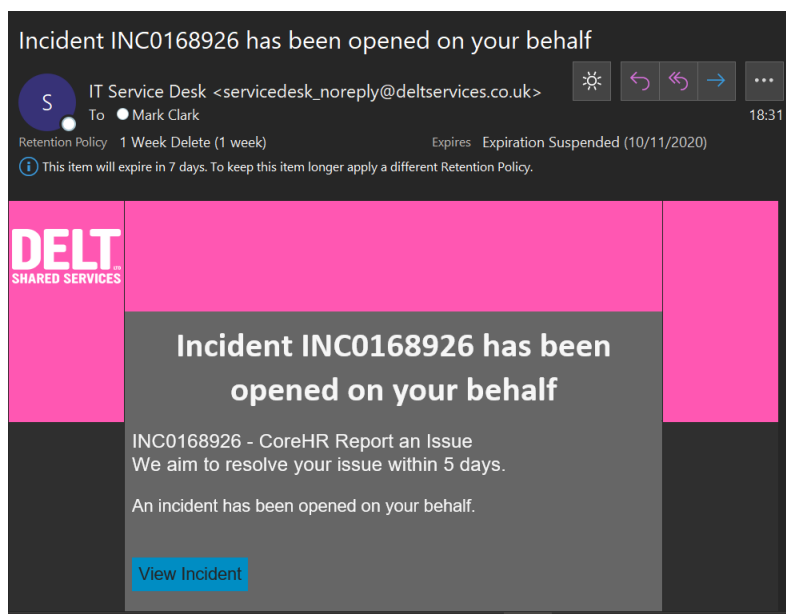 Incident INC0168926 has been opened on your behalf
S
IT Service Desk <servicedesk_noreply@deltservices.co.uk>
To Mark Clark
18:31
Retention Policy 1 Week Delete (1 week) Expires Expiration Suspended (10/11/2020)
This item will expire in 7 days. To keep this item longer apply a different Retention Policy.
DELT LTD
SHARED SERVICES
Incident INC0168926 has been
opened on your behalf
INC0168926 - CoreHR Report an Issue
We aim to resolve your issue within 5 days.
An incident has been opened on your behalf.
View Incident